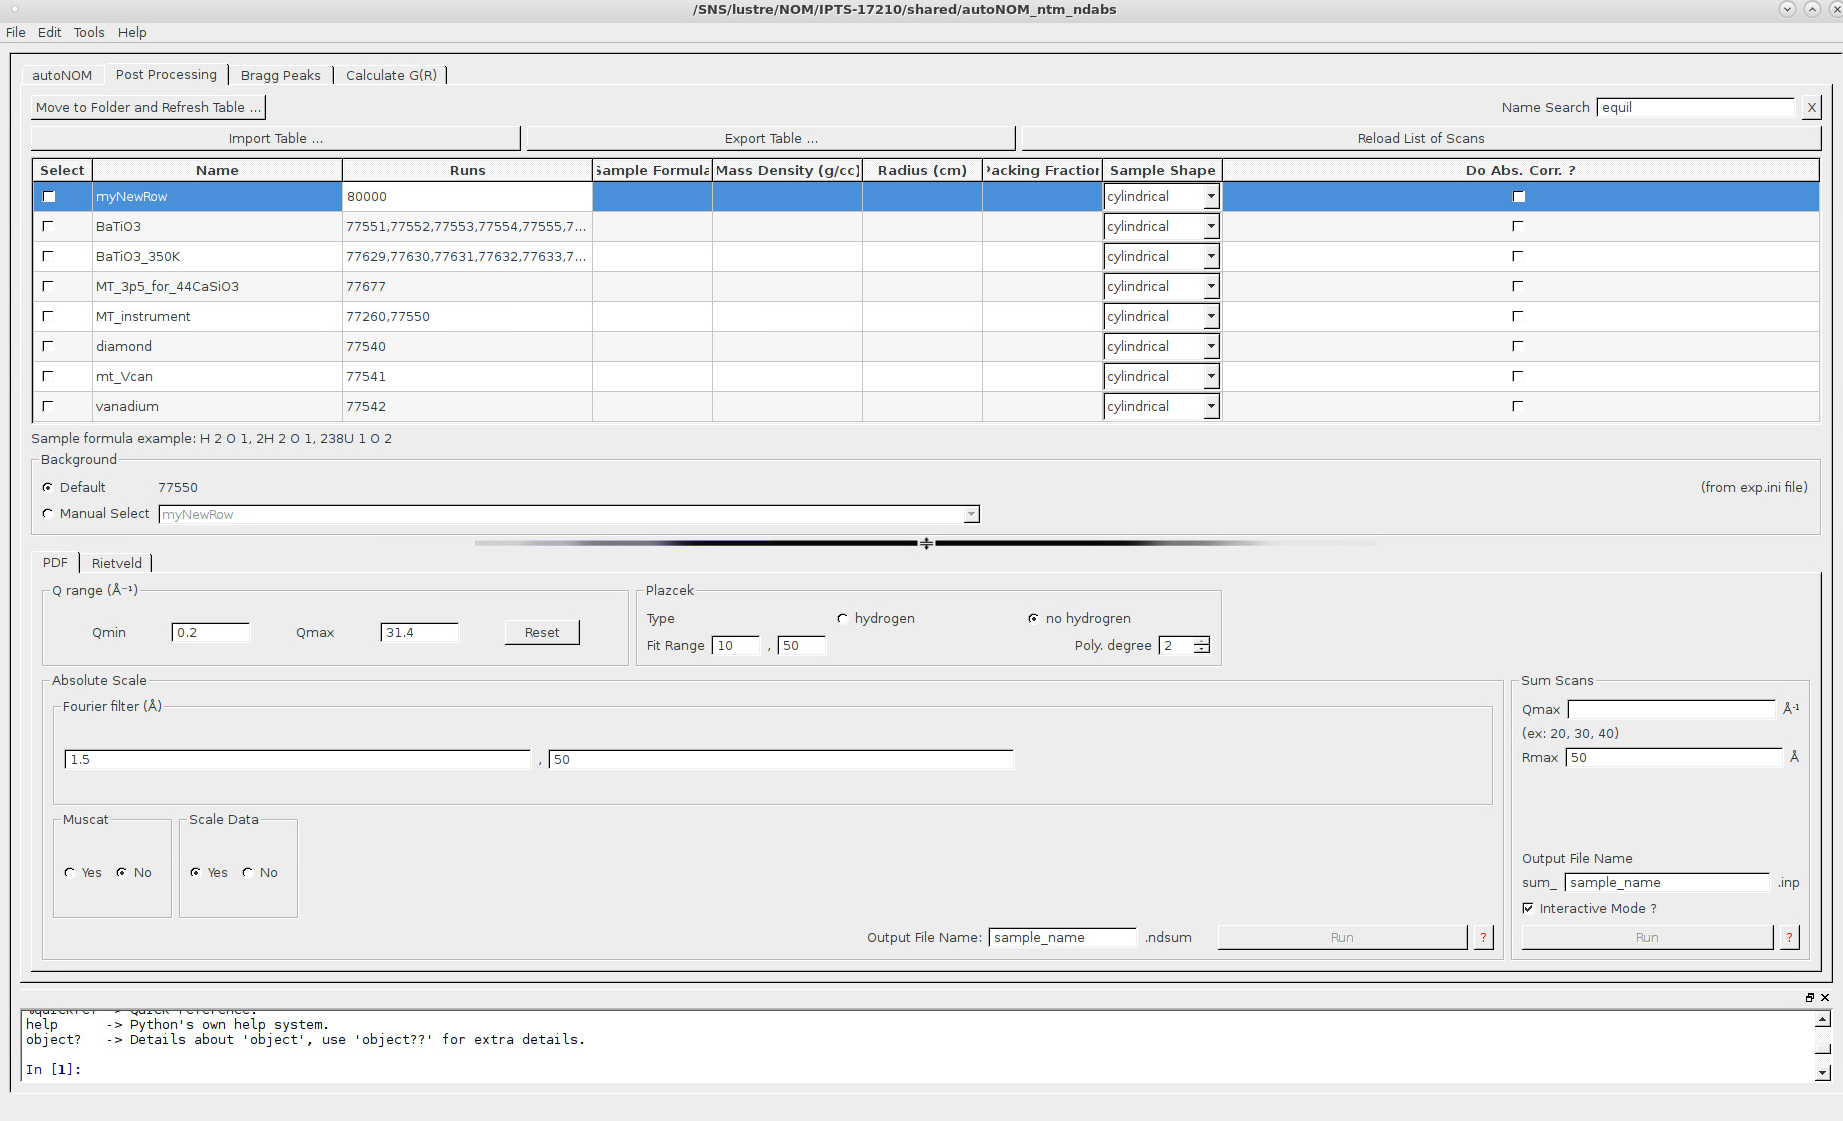 /SNS/lustre/NOM/IPTS-17210/shared/autoNOM_ntm_ndabs
File Edit Tools Help
autoNOM Post Processing Bragg Peaks Calculate G(R)
Move to Folder and Refresh Table ... Name Search equil X
Import Table ... Export Table ... Reload List of Scans
Select Name Runs Sample Formula Mass Density (g/cc) Radius (cm) Packing Fraction Sample Shape Do Abs. Corr. ?
myNewRow 80000 cylindrical
BaTiO3 77551,77552,77553,77554,77555,7... cylindrical
BaTiO3_350K 77629,77630,77631,77632,77633,7... cylindrical
MT_3p5_for_44CaSiO3 77677 cylindrical
MT_instrument 77260,77550 cylindrical
diamond 77540 cylindrical
mt_Vcan 77541 cylindrical
vanadium 77542 cylindrical
Sample formula example: H 2 O 1, 2H 2 O 1, 238U 1 O 2
Background
Default 77550 (from exp.ini file)
Manual Select myNewRow
PDF Rietveld
Q range (Å⁻¹) Plazcek
Type hydrogen no hydrogren
Qmin 0.2 Qmax 31.4 Reset
Fit Range 10 , 50 Poly. degree 2
Absolute Scale Sum Scans
Fourier filter (Å)
Qmax Å⁻¹
(ex: 20, 30, 40)
1.5 , 50
Rmax 50 Å
Muscat Scale Data
Output File Name
Yes No Yes No
sum_ sample_name .inp
Interactive Mode ?
Output File Name: sample_name .ndsum Run ? Run ?
%quickref -> Quick reference.
help -> Python's own help system.
object? -> Details about 'object', use 'object??' for extra details.
In [1]: